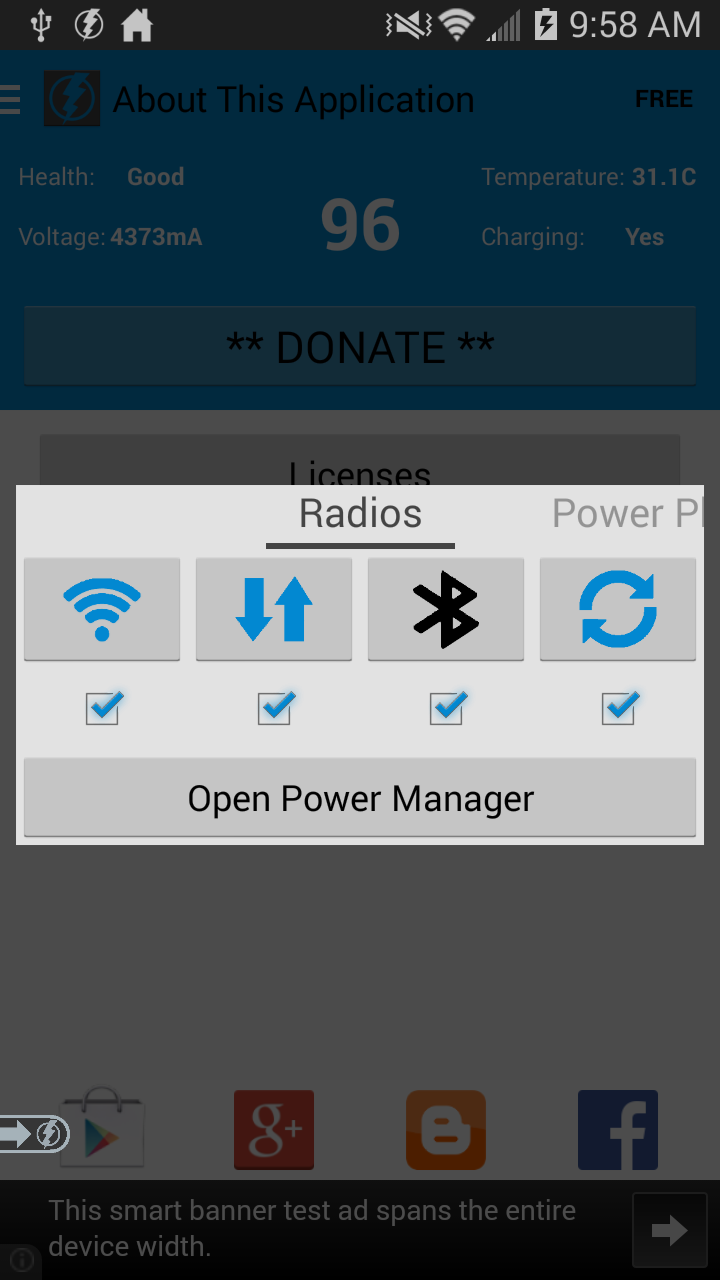 9:58 AM
About This Application
FREE
Health: Good
Temperature: 31.1C
96
Voltage: 4373mA
Charging: Yes
** DONATE **
Licenses
Radios
Power Pl
Open Power Manager
g+
This smart banner test ad spans the entire
device width.